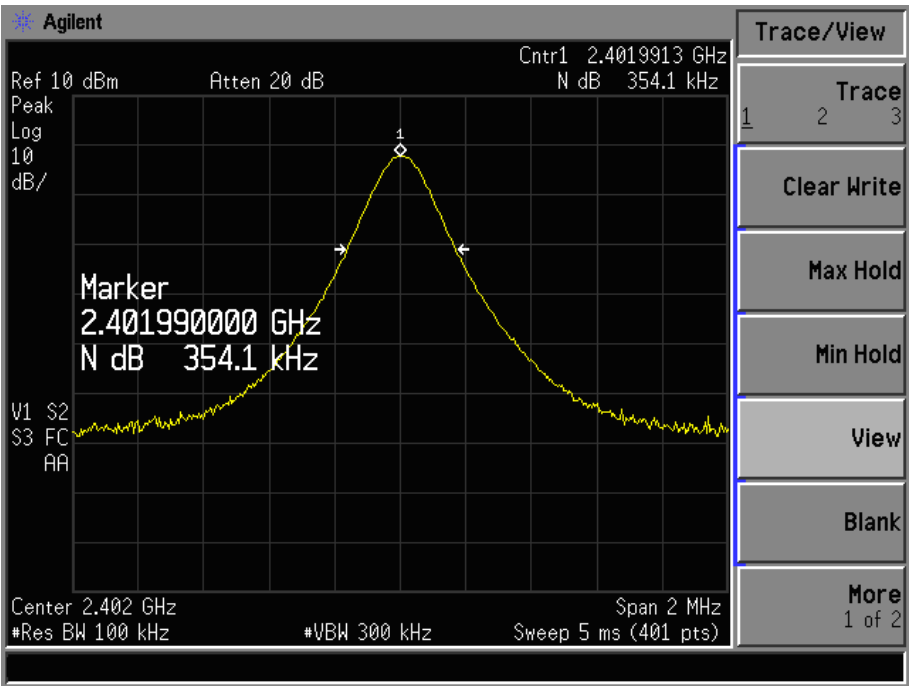 Agilent
Trace/View
Cntr1 2.4019913 GHz
Ref 10 dBm Atten 20 dB N dB 354.1 kHz
Peak
Log
10
dB/
1
Marker
2.401990000 GHz
N dB 354.1 kHz
V1 S2
S3 FC
AA
Center 2.402 GHz Span 2 MHz
#Res BW 100 kHz #VBW 300 kHz Sweep 5 ms (401 pts)
Trace
1 2 3
Clear Write
Max Hold
Min Hold
View
Blank
More
1 of 2